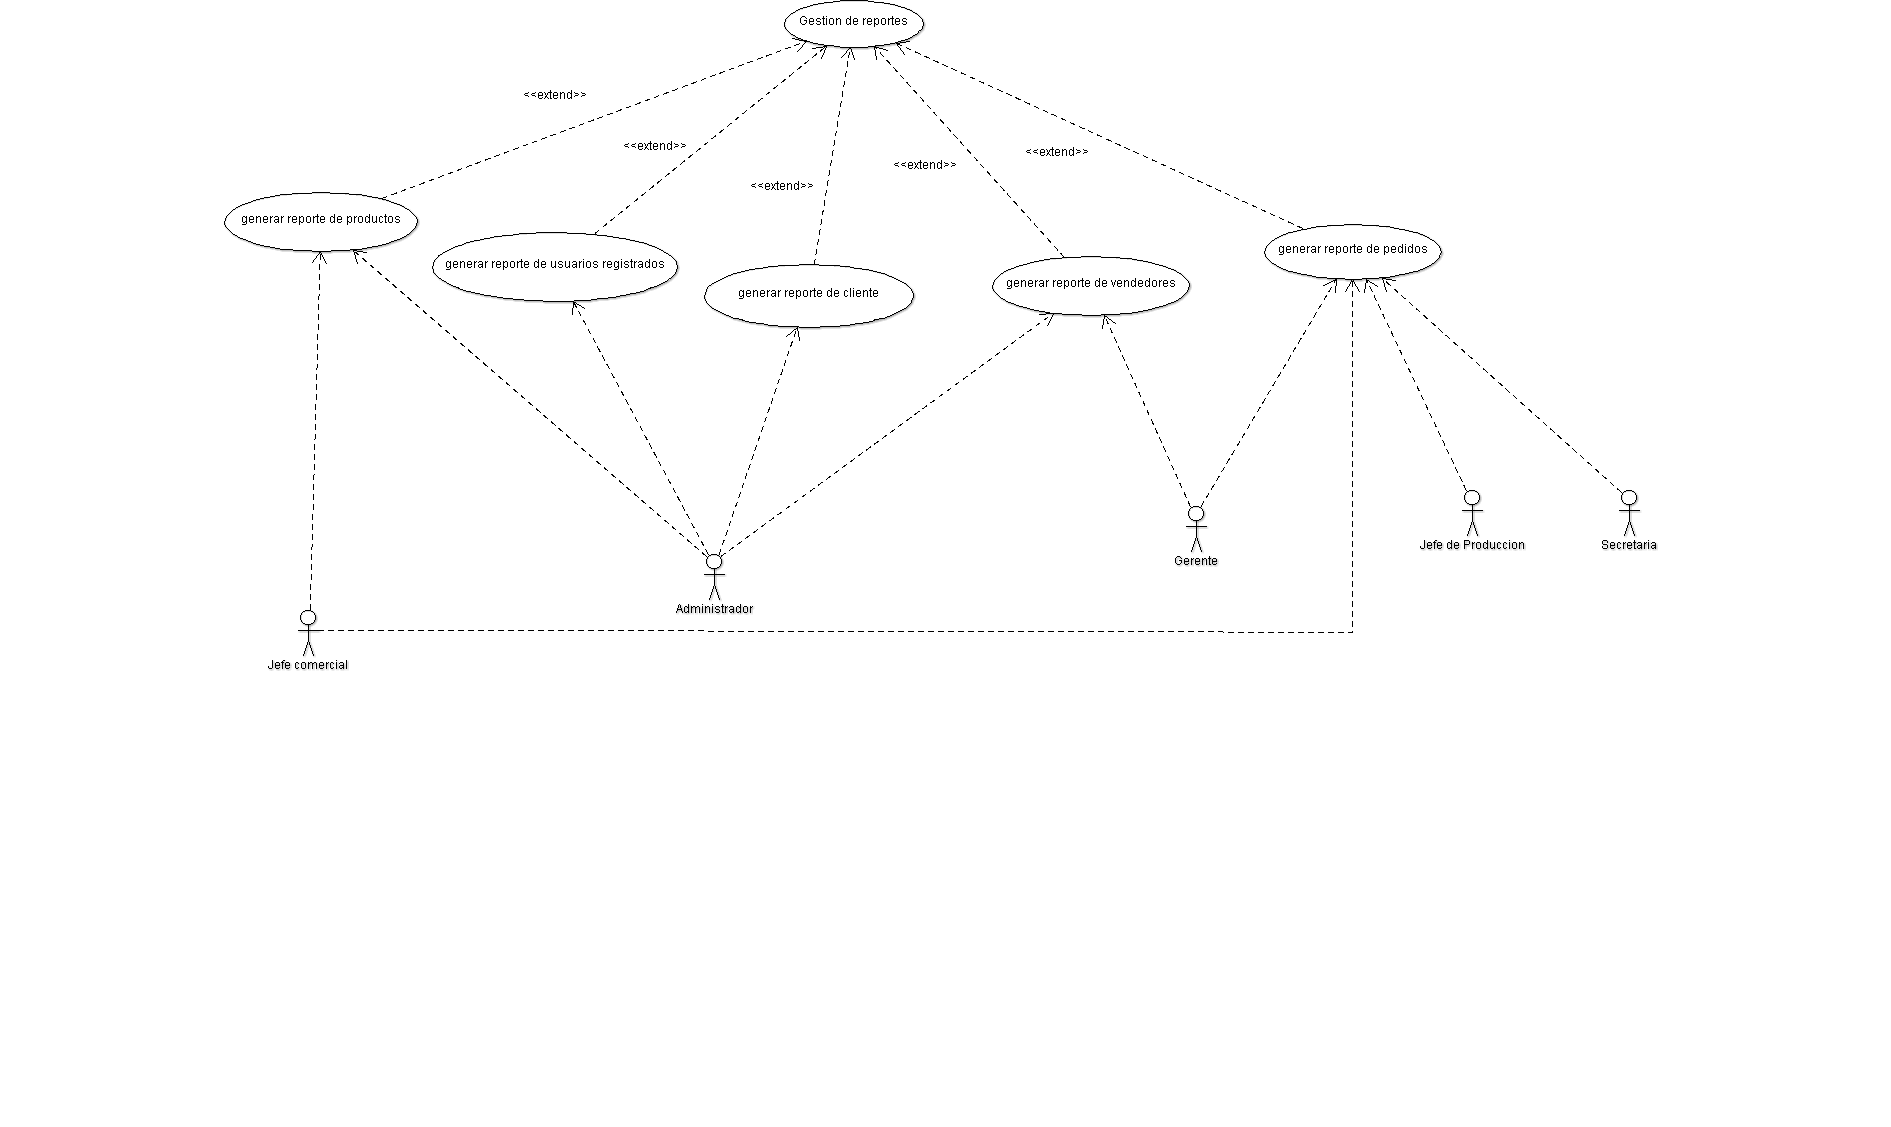 Gestion de reportes
<<extend>>
<<extend>>
<<extend>>
<<extend>>
<<extend>>
generar reporte de productos
generar reporte de usuarios registrados
generar reporte de cliente
generar reporte de vendedores
generar reporte de pedidos
Jefe comercial
Administrador
Gerente
Jefe de Produccion
Secretaria